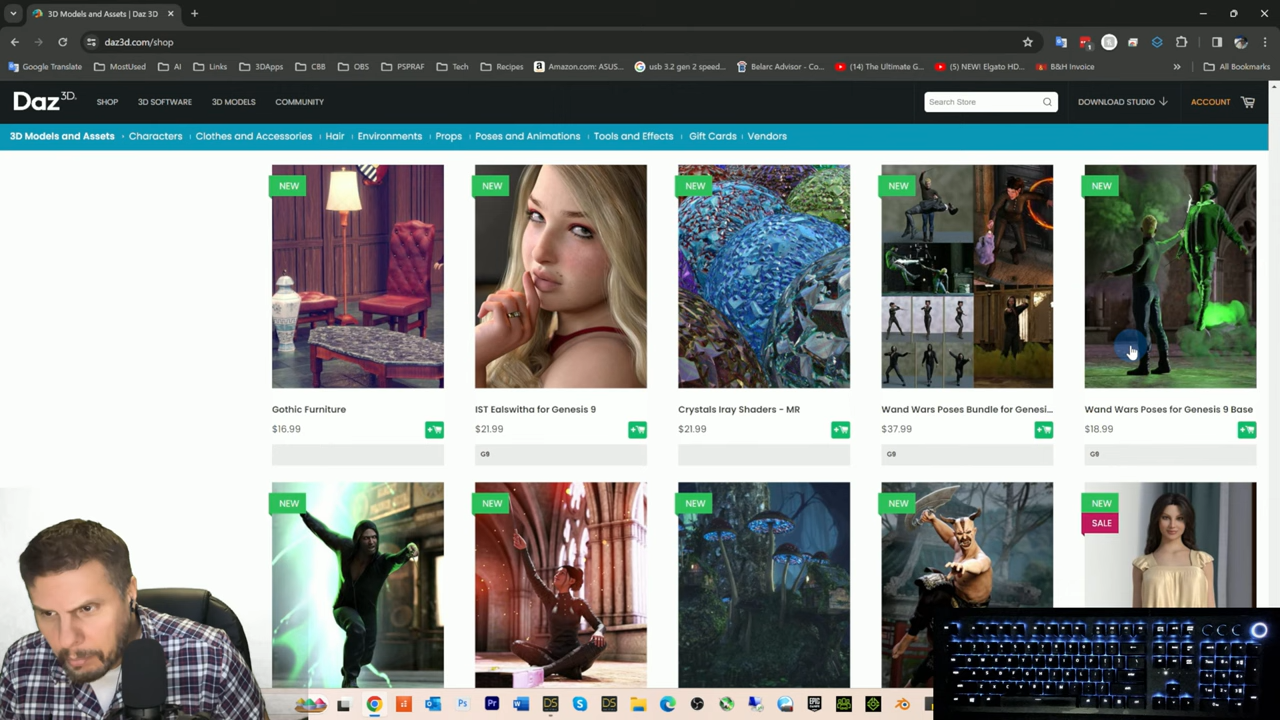 3D Models and Assets | Daz 3D
daz3d.com/shop
Google Translate MostUsed AI Links 3DApps CBB OBS PSPRAF Tech Recipes Amazon.com: ASUS... usb 3.2 gen 2 speed... Belarc Advisor - Co... (14) The Ultimate G... (5) NEW! Elgato HD... B&H Invoice » All Bookmarks
Daz 3D. SHOP 3D SOFTWARE 3D MODELS COMMUNITY Search Store DOWNLOAD STUDIO ACCOUNT
3D Models and Assets Characters Clothes and Accessories Hair Environments Props Poses and Animations Tools and Effects Gift Cards Vendors
NEW NEW NEW NEW NEW
Gothic Furniture IST Ealswitha for Genesis 9 Crystals Iray Shaders - MR Wand Wars Poses Bundle for Genesi... Wand Wars Poses for Genesis 9 Base
$16.99 $21.99 $21.99 $37.99 $18.99
G9 G9 G9
NEW NEW NEW NEW NEW
SALE